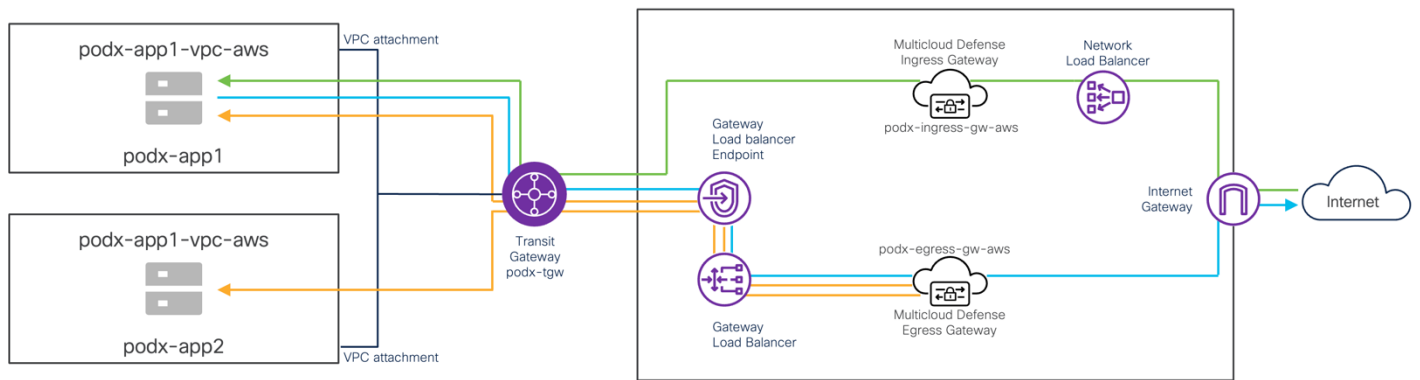 podx-app1-vpc-aws
podx-app1
VPC attachment
podx-app1-vpc-aws
podx-app2
VPC attachment
Transit
Gateway
podx-tgw
Gateway
Load balancer
Endpoint
Gateway
Load Balancer
Multicloud Defense
Ingress Gateway
podx-ingress-gw-aws
Network
Load Balancer
podx-egress-gw-aws
Multicloud Defense
Egress Gateway
Internet
Gateway
Internet